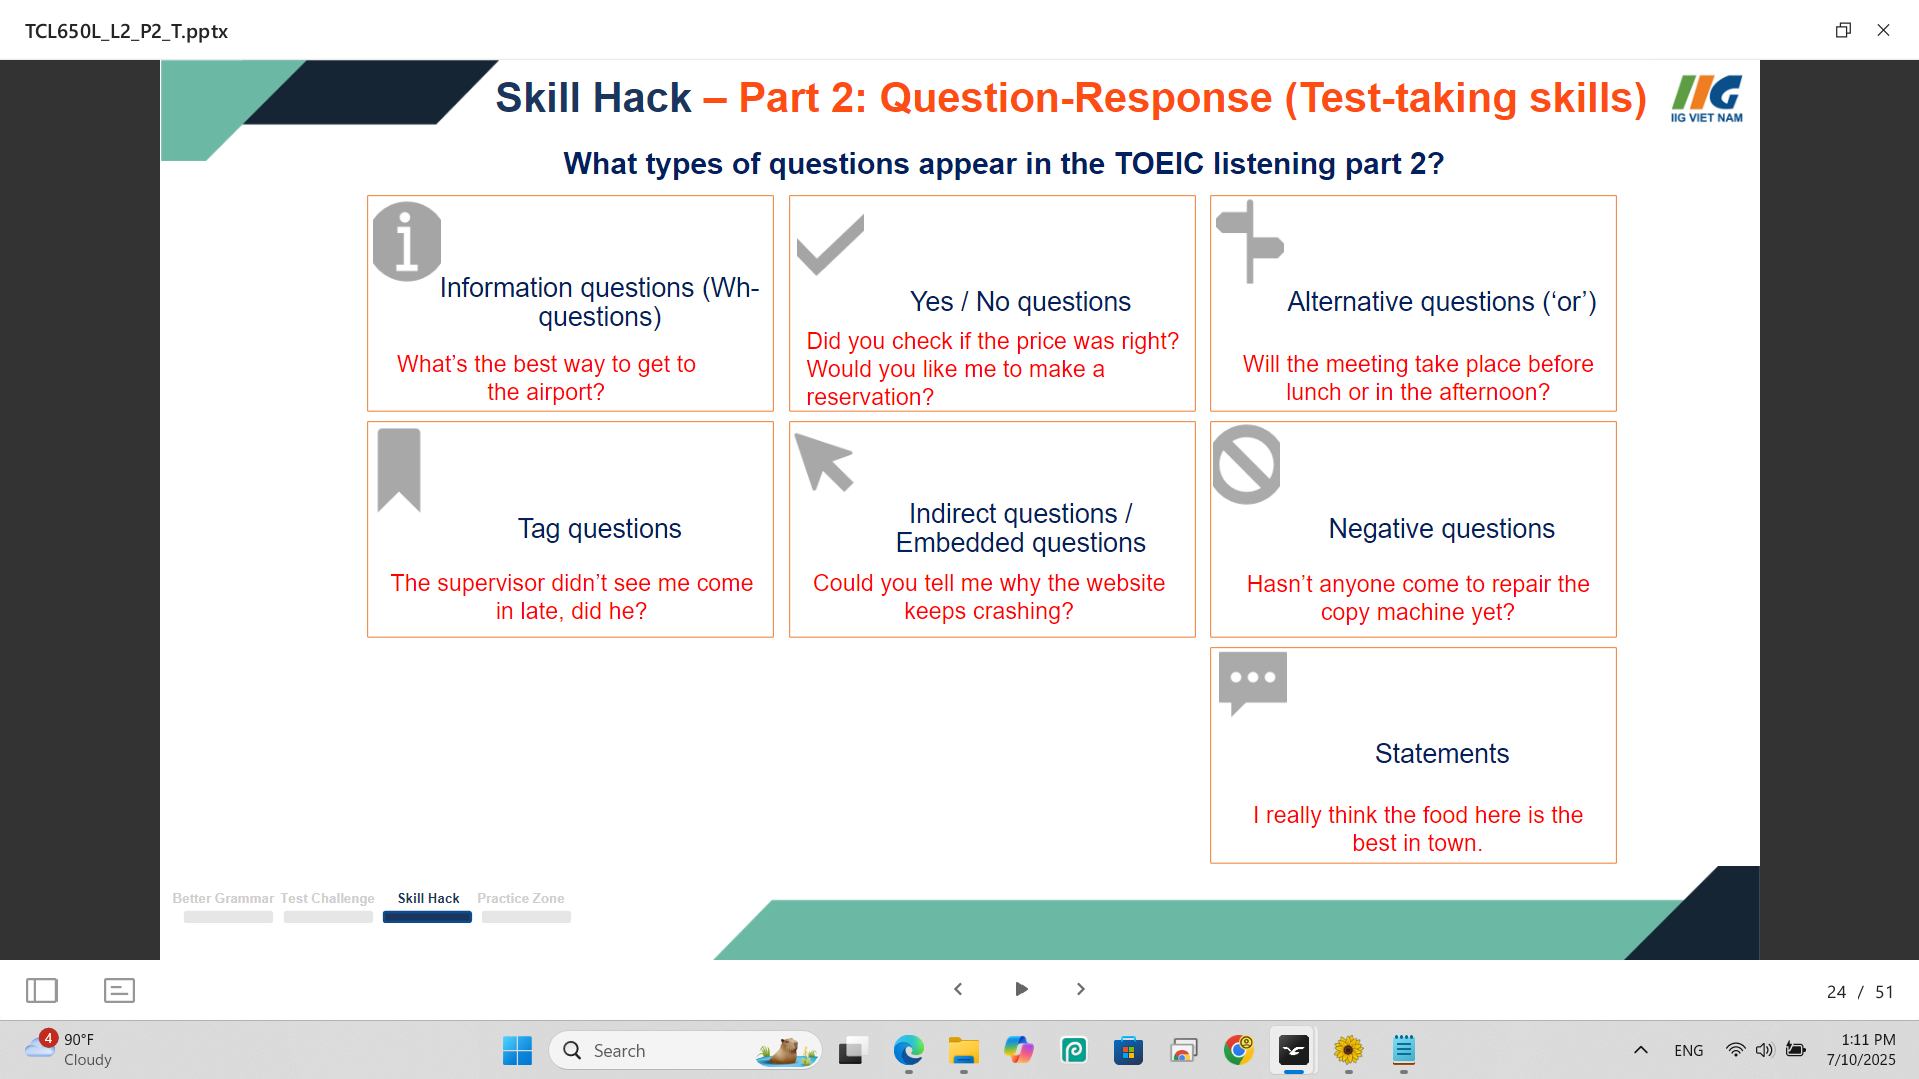 TCL650L_L2_P2_T.pptx
Skill Hack – Part 2: Question-Response (Test-taking skills)
IIG VIET NAM
What types of questions appear in the TOEIC listening part 2?
Information questions (Wh-
questions)
What's the best way to get to
the airport?
Yes / No questions
Did you check if the price was right?
Would you like me to make a
reservation?
Alternative questions (‘or’)
Will the meeting take place before
lunch or in the afternoon?
Tag questions
The supervisor didn’t see me come
in late, did he?
Indirect questions /
Embedded questions
Could you tell me why the website
keeps crashing?
Negative questions
Hasn’t anyone come to repair the
copy machine yet?
Statements
I really think the food here is the
best in town.
Better Grammar Test Challenge Skill Hack Practice Zone
24 / 51
4
90°F
Cloudy
Search
ENG
1:11 PM
7/10/2025